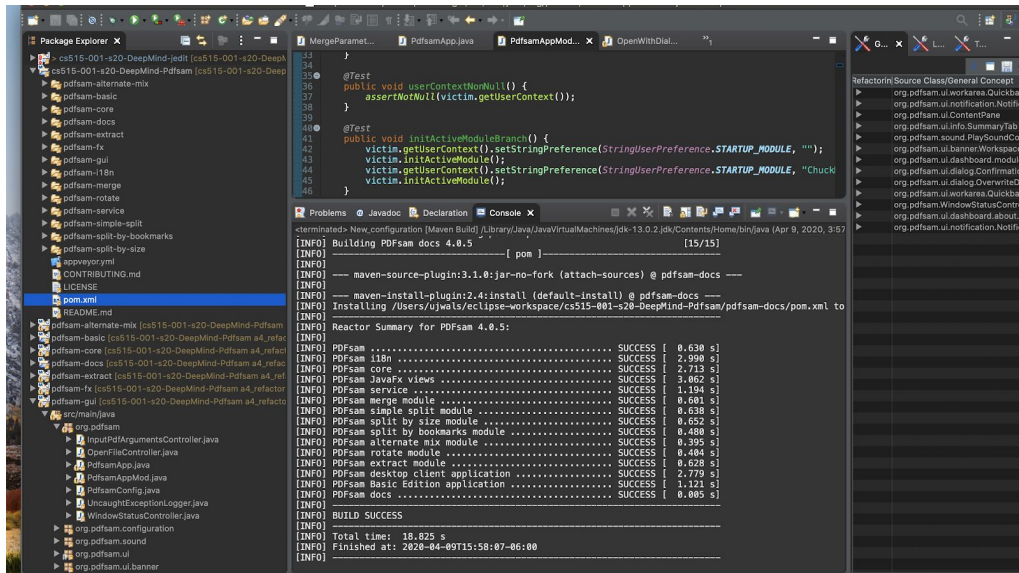 Package Explorer
> cs515-001-s20-DeepMind-jedit [cs515-001-s20-DeepM
cs515-001-s20-DeepMind-Pdfsam [cs515-001-s20-Deep
pdfsam-alternate-mix
pdfsam-basic
pdfsam-core
pdfsam-docs
pdfsam-extract
pdfsam-fx
pdfsam-gui
pdfsam-i18n
pdfsam-merge
pdfsam-rotate
pdfsam-service
pdfsam-simple-split
pdfsam-split-by-bookmarks
pdfsam-split-by-size
appveyor.yml
CONTRIBUTING.md
LICENSE
pom.xml
README.md
pdfsam-alternate-mix [cs515-001-s20-DeepMind-Pdfsam
pdfsam-basic [cs515-001-s20-DeepMind-Pdfsam a4_refac
pdfsam-core [cs515-001-s20-DeepMind-Pdfsam a4_refact
pdfsam-docs [cs515-001-s20-DeepMind-Pdfsam a4_refac
pdfsam-extract [cs515-001-s20-DeepMind-Pdfsam a4_ref
pdfsam-fx [cs515-001-s20-DeepMind-Pdfsam a4_refactor
pdfsam-gui [cs515-001-s20-DeepMind-Pdfsam a4_refacto
src/main/java
org.pdfsam
InputPdfArgumentsController.java
OpenFileController.java
PdfsamApp.java
PdfsamAppMod.java
PdfsamConfig.java
UncaughtExceptionLogger.java
WindowStatusController.java
org.pdfsam.configuration
org.pdfsam.sound
org.pdfsam.ui
org.pdfsam.ui.banner
MergeParamet... PdfsamApp.java PdfsamAppMod... OpenWithDial... »1
33 }
34
35 @Test
36 public void userContextNonNull() {
37 assertNotNull(victim.getUserContext());
38 }
39
40 @Test
41 public void initActiveModuleBranch() {
42 victim.getUserContext().setStringPreference(StringUserPreference.STARTUP_MODULE, "");
43 victim.initActiveModule();
44 victim.getUserContext().setStringPreference(StringUserPreference.STARTUP_MODULE, "Chuck
45 victim.initActiveModule();
46 }
Problems Javadoc Declaration Console
<terminated> New_configuration [Maven Build] /Library/Java/JavaVirtualMachines/jdk-13.0.2.jdk/Contents/Home/bin/java (Apr 9, 2020, 3:57
[INFO] Building PDFsam docs 4.0.5 [15/15]
[INFO] --------------------------------[ pom ]---------------------------------
[INFO]
[INFO] --- maven-source-plugin:3.1.0:jar-no-fork (attach-sources) @ pdfsam-docs ---
[INFO]
[INFO] --- maven-install-plugin:2.4:install (default-install) @ pdfsam-docs ---
[INFO] Installing /Users/ujwals/eclipse-workspace/cs515-001-s20-DeepMind-Pdfsam/pdfsam-docs/pom.xml to
[INFO] ------------------------------------------------------------------------
[INFO] Reactor Summary for PDFsam 4.0.5:
[INFO]
[INFO] PDFsam ............................................. SUCCESS [ 0.630 s]
[INFO] PDFsam i18n ........................................ SUCCESS [ 2.990 s]
[INFO] PDFsam core ........................................ SUCCESS [ 2.713 s]
[INFO] PDFsam JavaFx views ................................ SUCCESS [ 3.062 s]
[INFO] PDFsam service ..................................... SUCCESS [ 1.194 s]
[INFO] PDFsam merge module ................................ SUCCESS [ 0.601 s]
[INFO] PDFsam simple split module ......................... SUCCESS [ 0.638 s]
[INFO] PDFsam split by size module ........................ SUCCESS [ 0.652 s]
[INFO] PDFsam split by bookmarks module ................... SUCCESS [ 0.480 s]
[INFO] PDFsam alternate mix module ........................ SUCCESS [ 0.395 s]
[INFO] PDFsam rotate module ............................... SUCCESS [ 0.404 s]
[INFO] PDFsam extract module .............................. SUCCESS [ 0.628 s]
[INFO] PDFsam desktop client application .................. SUCCESS [ 2.779 s]
[INFO] PDFsam Basic Edition application ................... SUCCESS [ 1.121 s]
[INFO] PDFsam docs ........................................ SUCCESS [ 0.005 s]
[INFO] ------------------------------------------------------------------------
[INFO] BUILD SUCCESS
[INFO] ------------------------------------------------------------------------
[INFO] Total time: 18.825 s
[INFO] Finished at: 2020-04-09T15:58:07-06:00
[INFO] ------------------------------------------------------------------------
G... L... T...
Refactorin Source Class/General Concept
org.pdfsam.ui.workarea.Quickba
org.pdfsam.ui.notification.Notifi
org.pdfsam.ui.ContentPane
org.pdfsam.ui.info.SummaryTab
org.pdfsam.sound.PlaySoundCo
org.pdfsam.ui.banner.Workspace
org.pdfsam.ui.dashboard.modul
org.pdfsam.ui.dialog.Confirmatic
org.pdfsam.ui.dialog.OverwriteD
org.pdfsam.ui.workarea.Quickba
org.pdfsam.WindowStatusContro
org.pdfsam.ui.dashboard.about.
org.pdfsam.ui.notification.Notifi